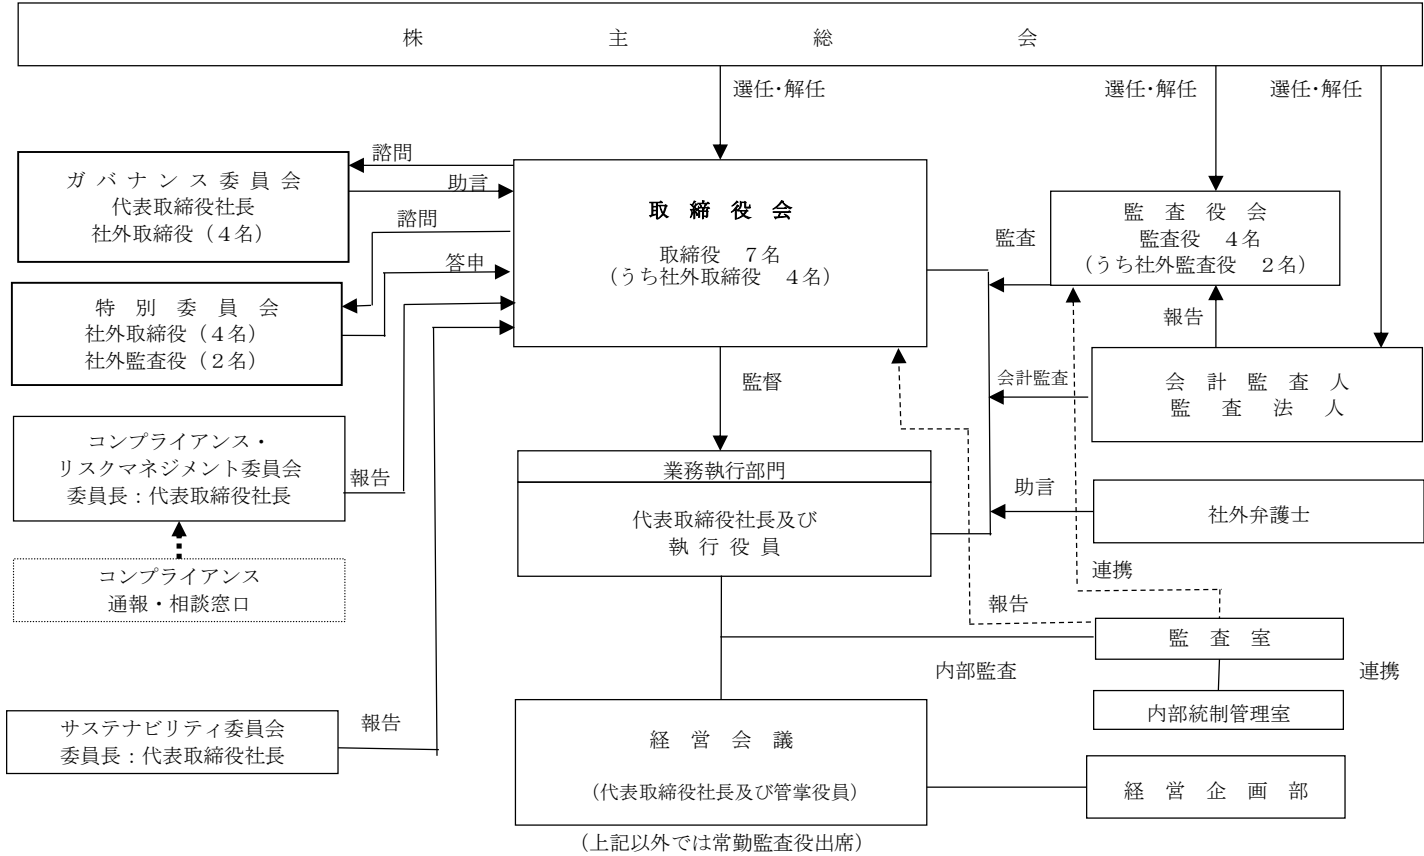 株主総会
選任・解任
選任・解任
選任・解任
諮問
助言
ガバナンス委員会
代表取締役社長
社外取締役（４名）
諮問
答申
特別委員会
社外取締役（４名）
社外監査役（２名）
取締役会
取締役　７名
（うち社外取締役　４名）
監査
監査役会
監査役　４名
（うち社外監査役　２名）
報告
監督
会計監査
会計監査人
監査法人
コンプライアンス・
リスクマネジメント委員会
委員長：代表取締役社長
報告
業務執行部門
代表取締役社長及び
執行役員
助言
社外弁護士
コンプライアンス
通報・相談窓口
連携
報告
監査室
内部監査
連携
内部統制管理室
サステナビリティ委員会
委員長：代表取締役社長
報告
経営会議
（代表取締役社長及び管掌役員）
経営企画部
（上記以外では常勤監査役出席）